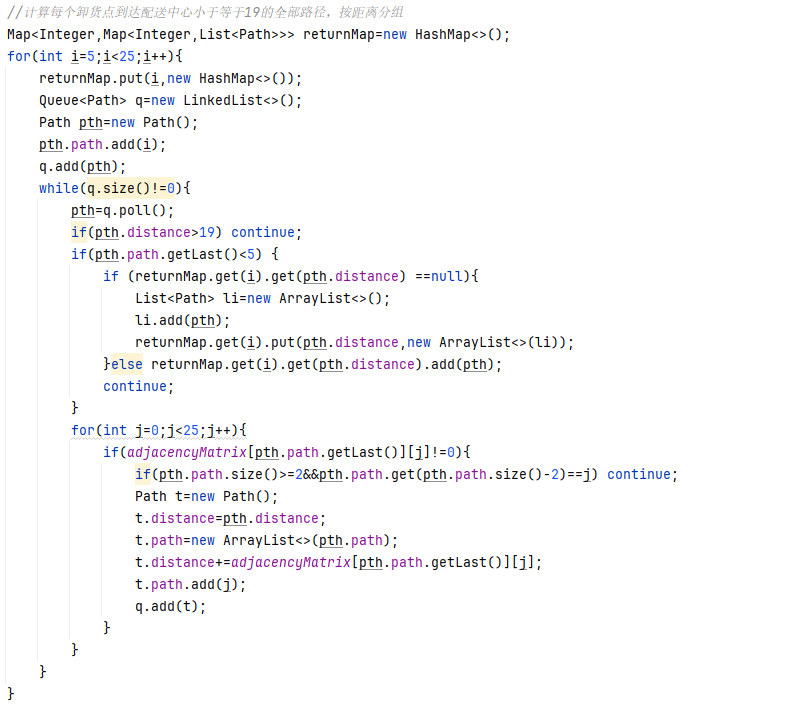 //计算每个卸货点到达配送中心小于等于19的全部路径，按距离分组
Map<Integer,Map<Integer,List<Path>>> returnMap=new HashMap<>();
for(int i=5;i<25;i++){
    returnMap.put(i,new HashMap<>());
    Queue<Path> q=new LinkedList<>();
    Path pth=new Path();
    pth.path.add(i);
    q.add(pth);
    while(q.size()!=0){
        pth=q.poll();
        if(pth.distance>19) continue;
        if(pth.path.getLast()<5) {
            if (returnMap.get(i).get(pth.distance) ==null){
                List<Path> li=new ArrayList<>();
                li.add(pth);
                returnMap.get(i).put(pth.distance,new ArrayList<>(li));
            }else returnMap.get(i).get(pth.distance).add(pth);
            continue;
        }
        for(int j=0;j<25;j++){
            if(adjacencyMatrix[pth.path.getLast()][j]!=0){
                if(pth.path.size()>=2&&pth.path.get(pth.path.size()-2)==j) continue;
                Path t=new Path();
                t.distance=pth.distance;
                t.path=new ArrayList<>(pth.path);
                t.distance+=adjacencyMatrix[pth.path.getLast()][j];
                t.path.add(j);
                q.add(t);
            }
        }
    }
}